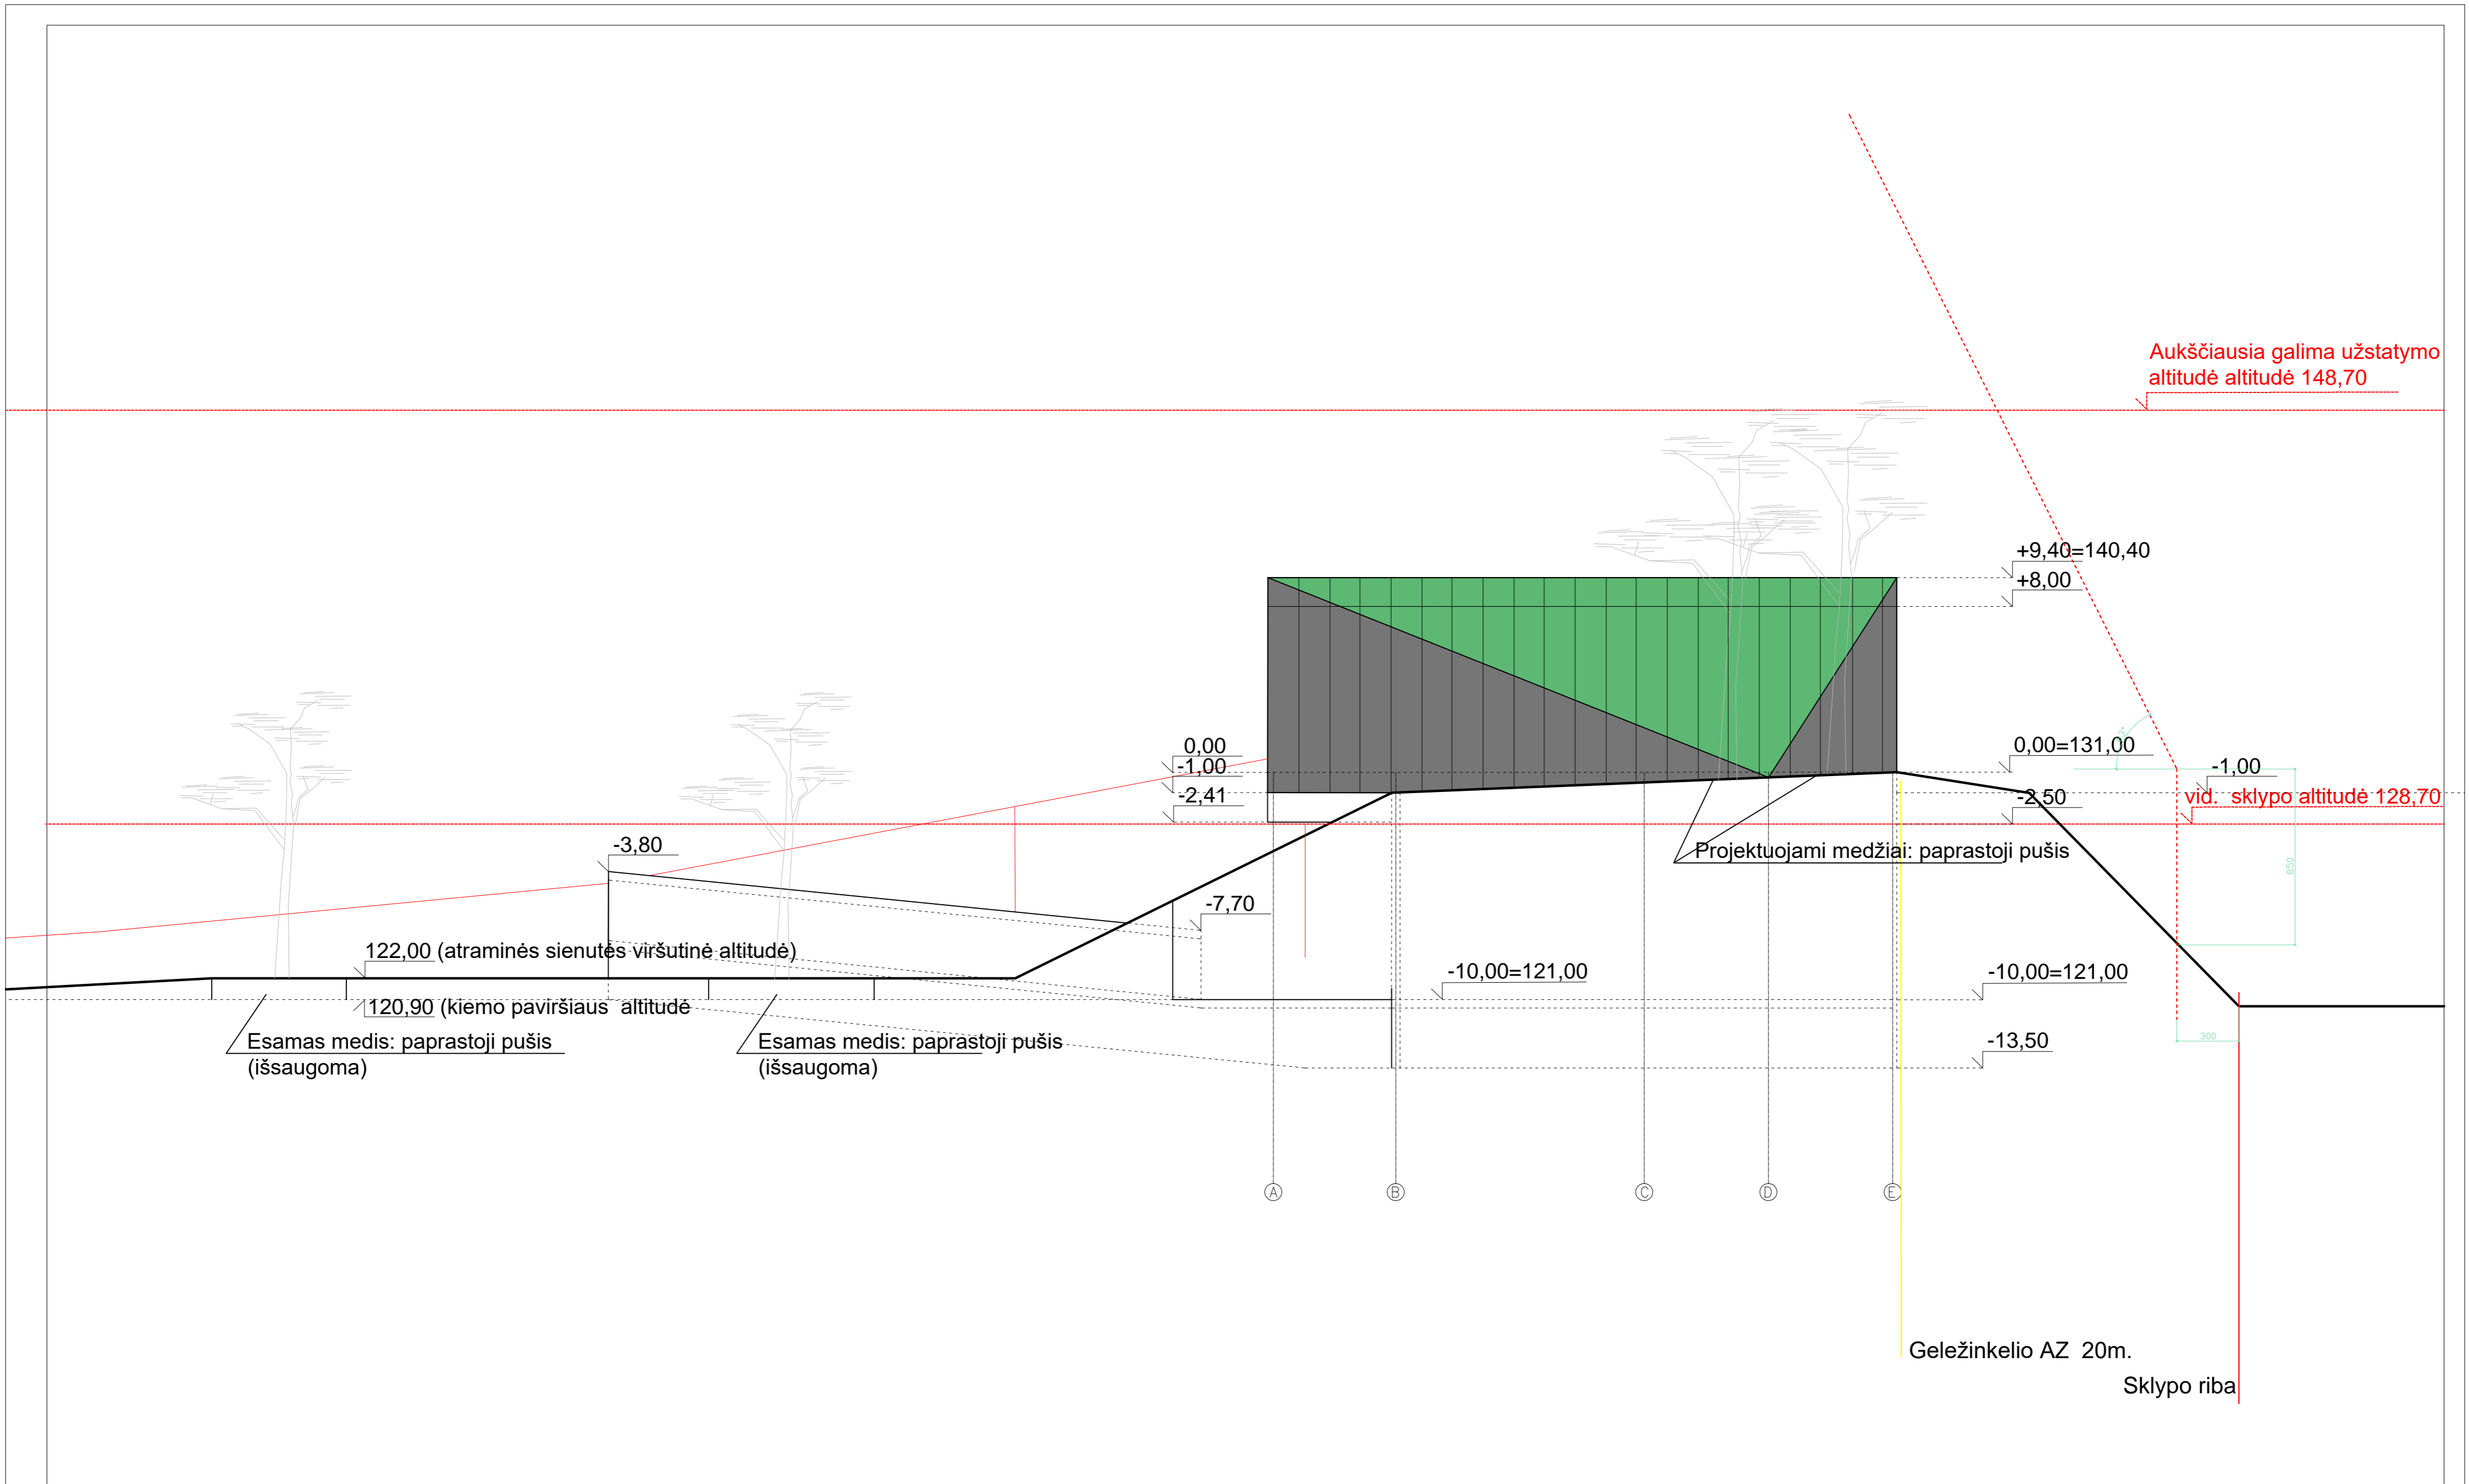 Aukščiausia galima užstatymo
altitudė altitudė 148,70
+9,40=140,40
+8,00
0,00
0,00=131,00
-1,00
-1,00
-2,41
-2,50
vid.  sklypo altitudė 128,70
-3,80
Projektuojami medžiai: paprastoji pušis
850
-7,70
122,00 (atraminės sienutės viršutinė altitudė)
-10,00=121,00
-10,00=121,00
120,90 (kiemo paviršiaus  altitudė
Esamas medis: paprastoji pušis
(išsaugoma)
Esamas medis: paprastoji pušis
(išsaugoma)
-13,50
300
A
B
C
D
E
Geležinkelio AZ  20m.
Sklypo riba